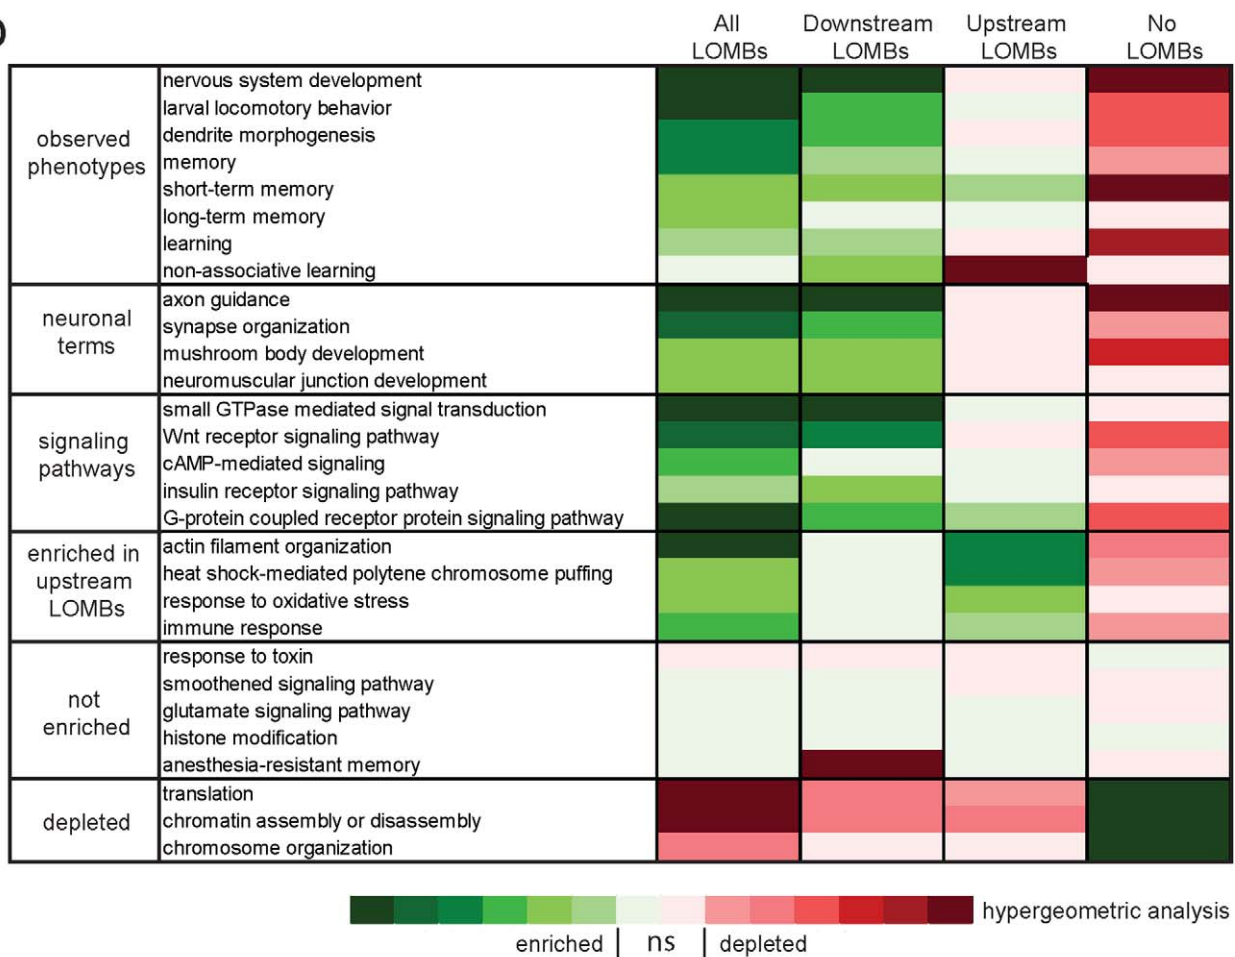 All Downstream Upstream No
LOMBs LOMBs LOMBs LOMBs
observed phenotypes
nervous system development
larval locomotory behavior
dendrite morphogenesis
memory
short-term memory
long-term memory
learning
non-associative learning
neuronal terms
axon guidance
synapse organization
mushroom body development
neuromuscular junction development
signaling pathways
small GTPase mediated signal transduction
Wnt receptor signaling pathway
cAMP-mediated signaling
insulin receptor signaling pathway
G-protein coupled receptor protein signaling pathway
enriched in upstream LOMBs
actin filament organization
heat shock-mediated polytene chromosome puffing
response to oxidative stress
immune response
not enriched
response to toxin
smoothened signaling pathway
glutamate signaling pathway
histone modification
anesthesia-resistant memory
depleted
translation
chromatin assembly or disassembly
chromosome organization
hypergeometric analysis
enriched | ns | depleted